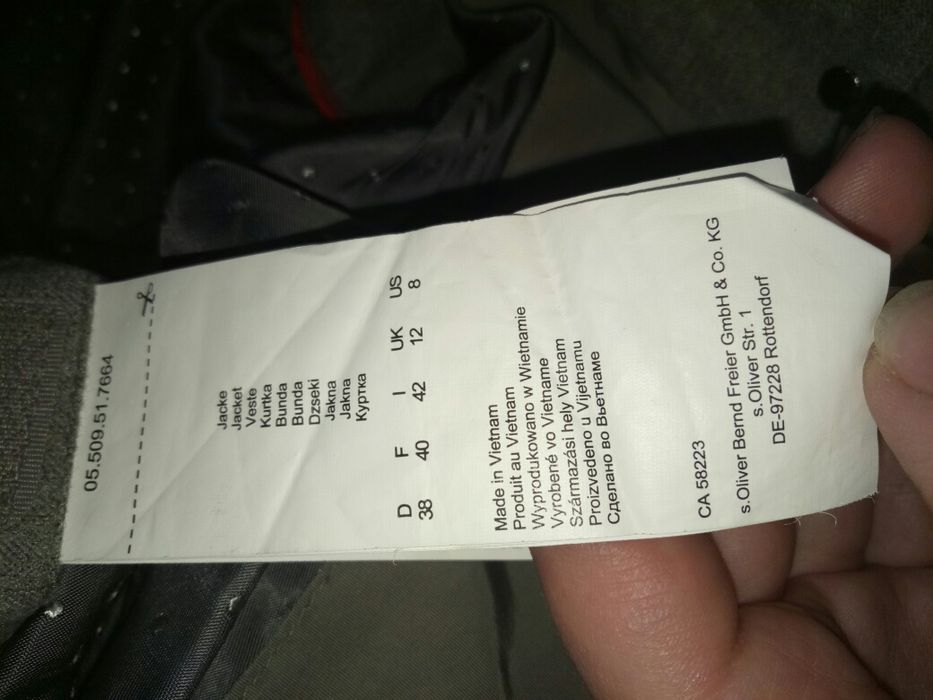 05.509.51.7664
Jacke
Jacket
Veste
Kurtka
Bunda
Bunda
Dzseki
Jakna
Jakna
Куртка
D F I UK US
38 40 42 12 8
Made in Vietnam
Produit au Vietnam
Wyprodukowano w Wietnamie
Vyrobené vo Vietname
Származási hely Vietnam
Proizvedeno u Vijetnamu
Сделано во Вьетнаме
CA 58223
s.Oliver Bernd Freier GmbH & Co. KG
s.Oliver Str. 1
DE-97228 Rottendorf